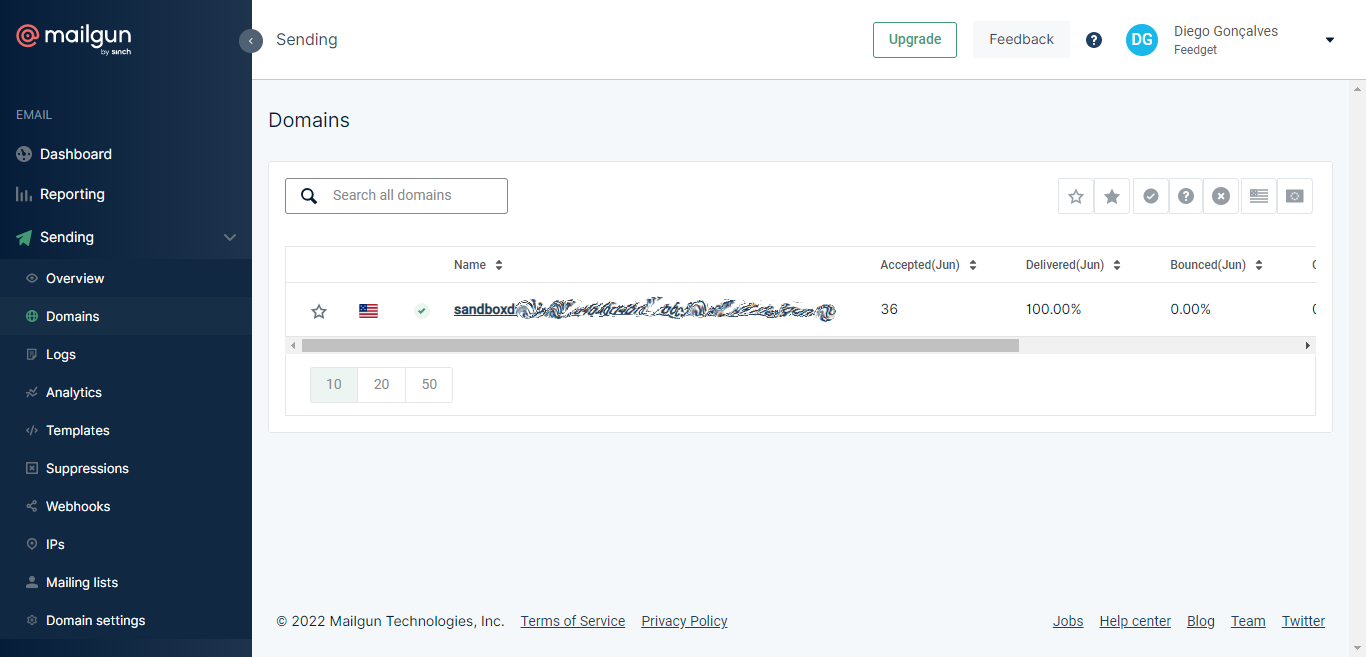 mailgun
by sinch
Sending
Upgrade
Feedback
DG
Diego Gonçalves
Feedget
EMAIL
Dashboard
Reporting
Sending
Overview
Domains
Logs
Analytics
Templates
Suppressions
Webhooks
IPs
Mailing lists
Domain settings
Domains
Search all domains
Name Accepted(Jun) Delivered(Jun) Bounced(Jun)
sandboxd 36 100.00% 0.00%
10 20 50
© 2022 Mailgun Technologies, Inc. Terms of Service Privacy Policy Jobs Help center Blog Team Twitter